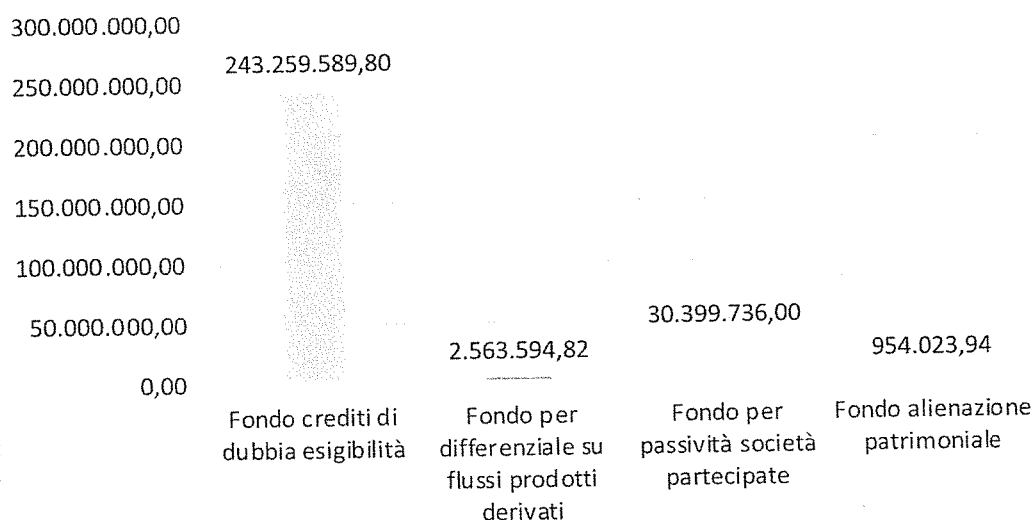 300.000.000,00
243.259.589,80
250.000.000,00
200.000.000,00
150.000.000,00
100.000.000,00
50.000.000,00
30.399.736,00
2.563.594,82
954.023,94
0,00
Fondo crediti di
dubbia esigibilità
Fondo per
differenziale su
flussi prodotti
derivati
Fondo per
passività società
partecipate
Fondo alienazione
patrimoniale